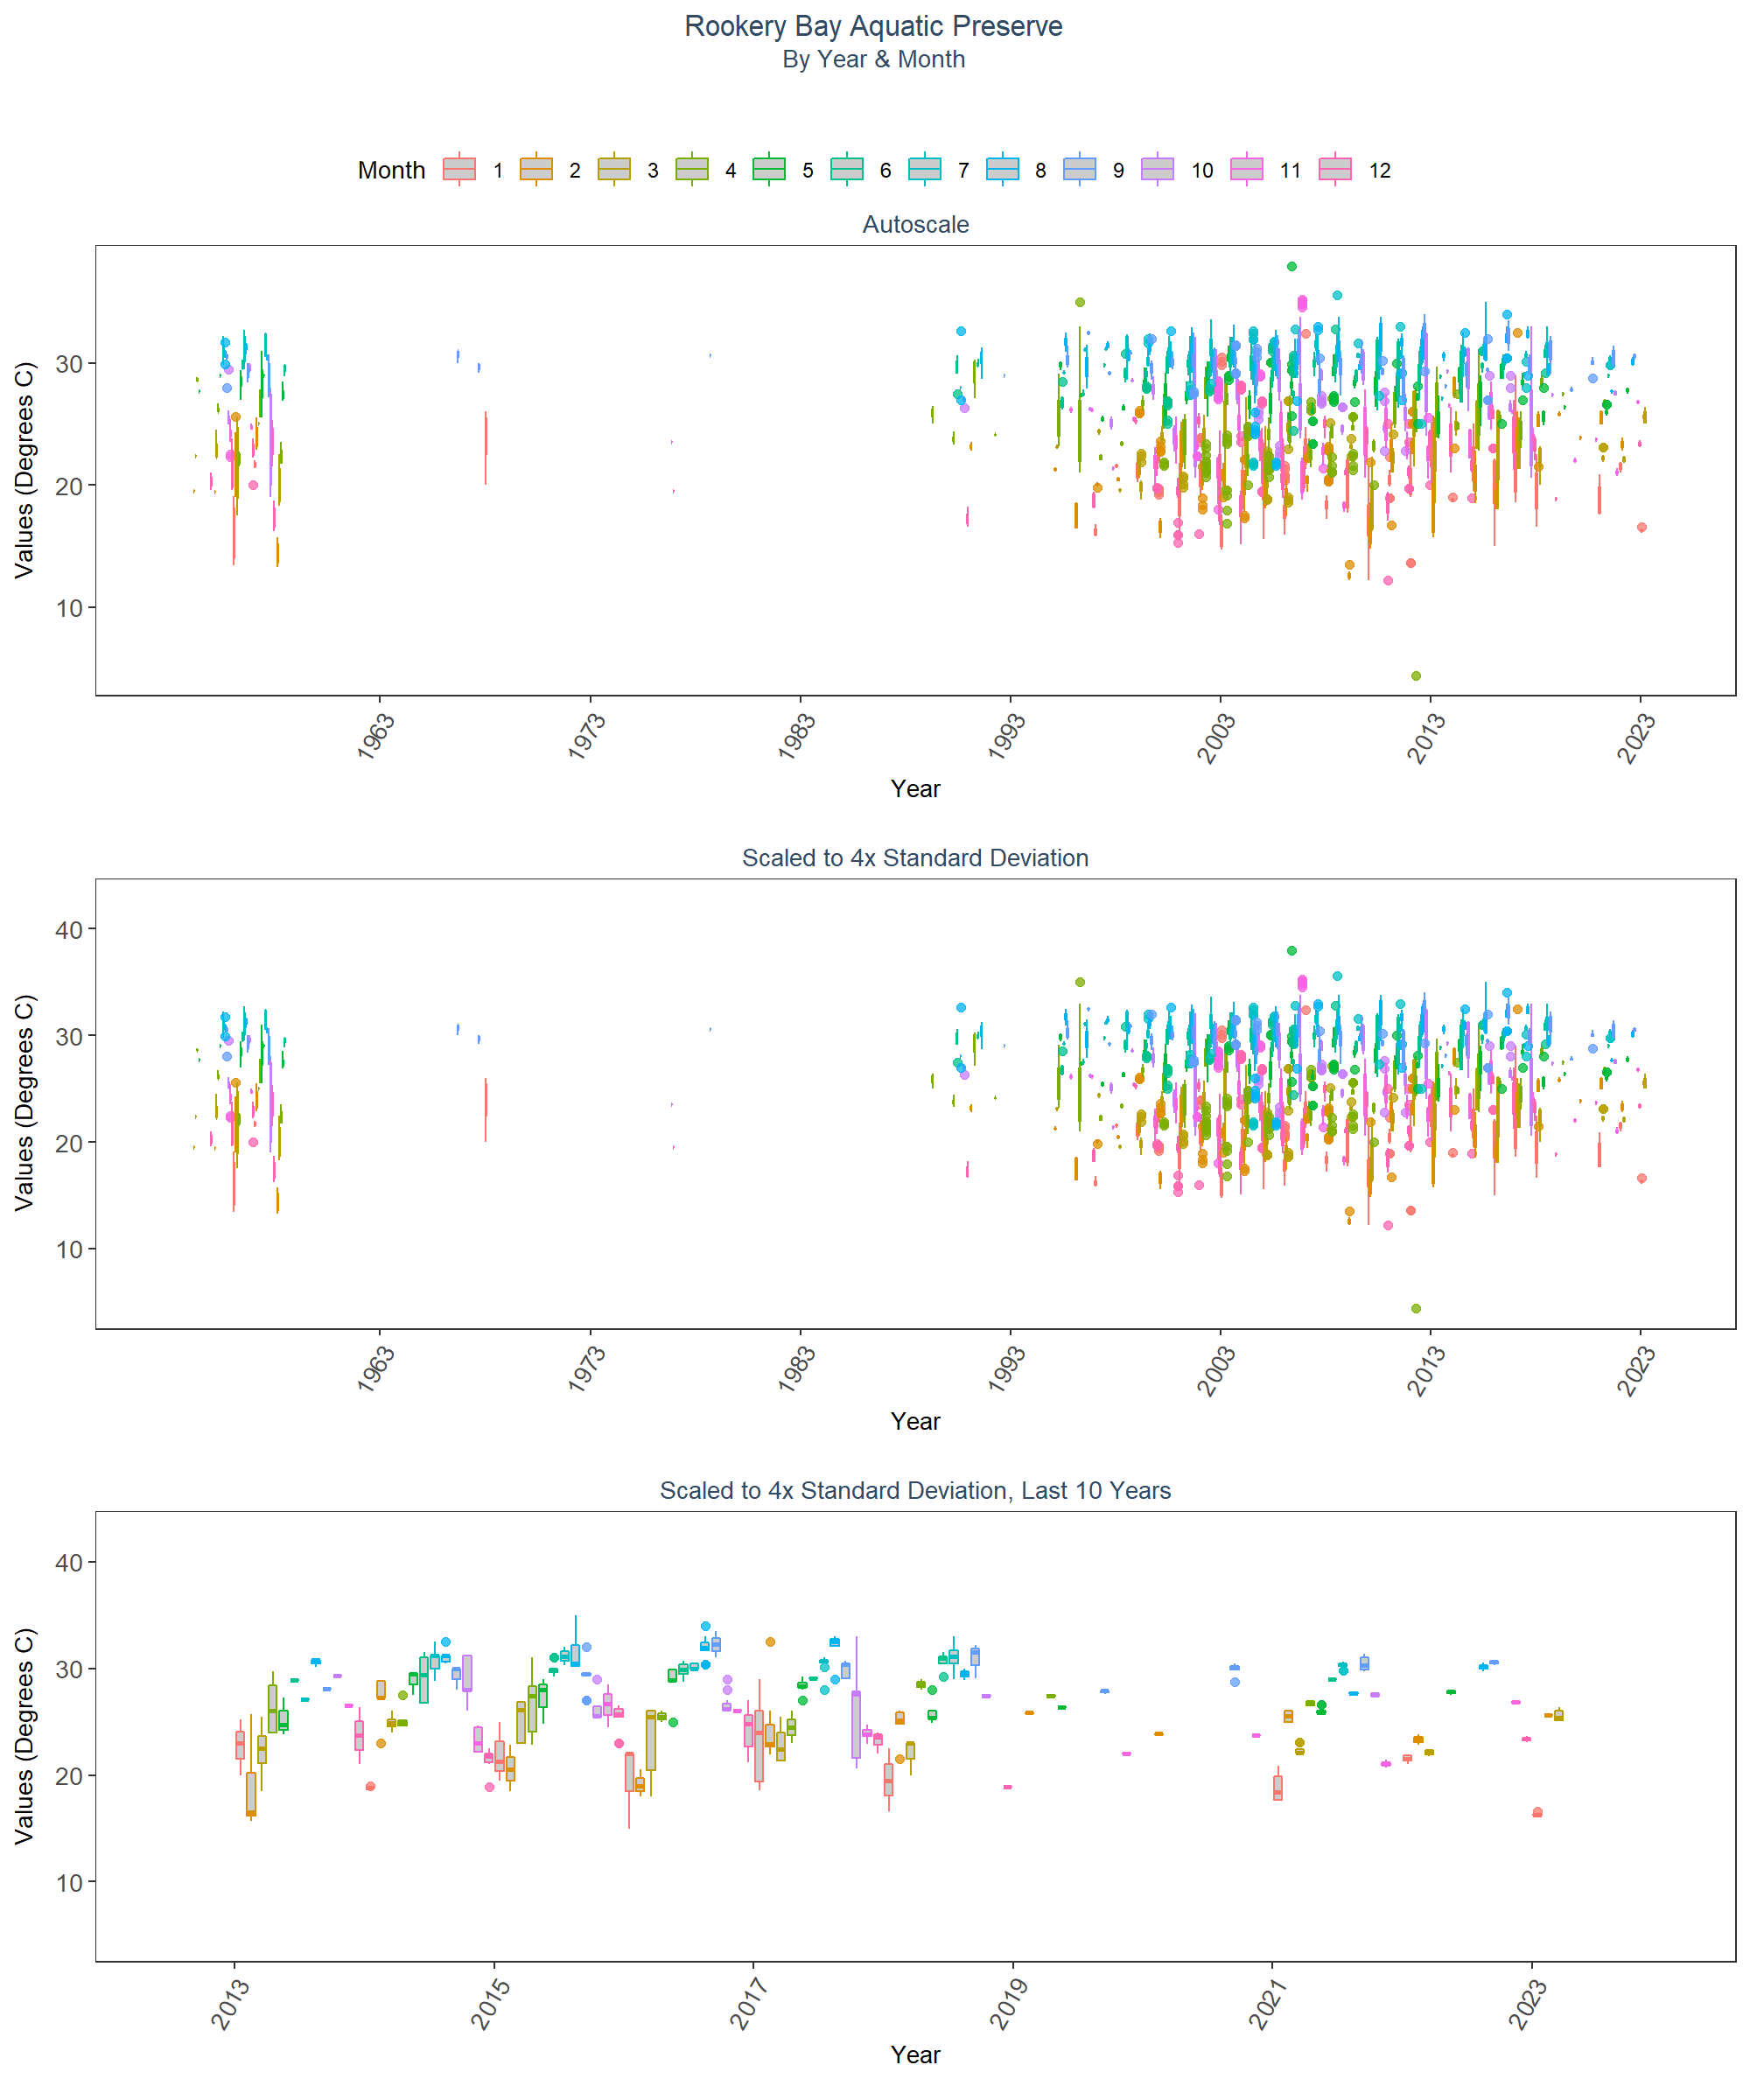 Rookery Bay Aquatic Preserve
By Year & Month
Month 1 2 3 4 5 6 7 8 9 10 11 12
Autoscale
Values (Degrees C)
30
20
10
1963 1973 1983 1993 2003 2013 2023
Year
Scaled to 4x Standard Deviation
Values (Degrees C)
40
30
20
10
1963 1973 1983 1993 2003 2013 2023
Year
Scaled to 4x Standard Deviation, Last 10 Years
Values (Degrees C)
40
30
20
10
2013 2015 2017 2019 2021 2023
Year